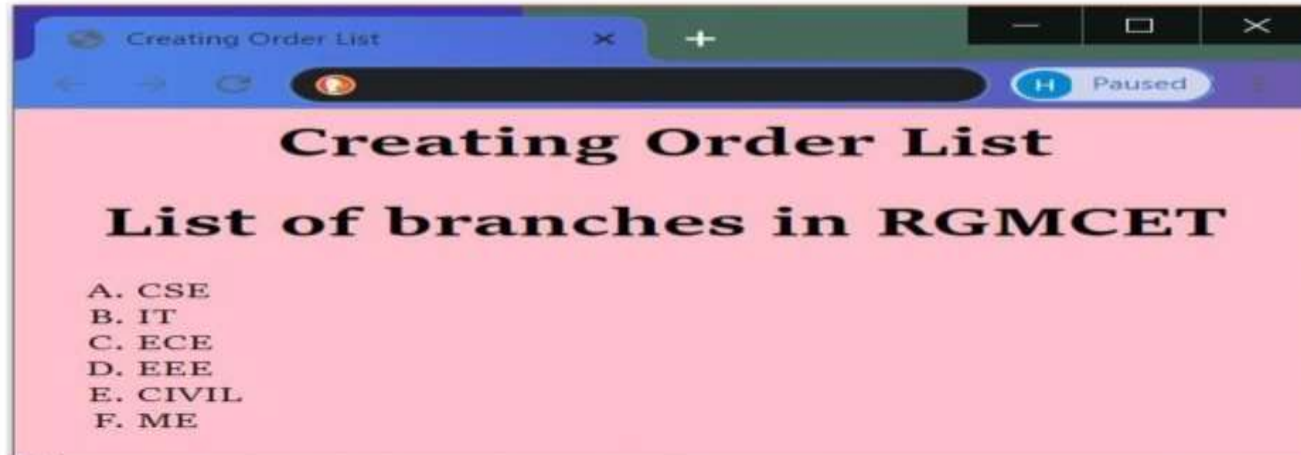 Creating Order List
H Paused
Creating Order List
List of branches in RGMCET
A. CSE
B. IT
C. ECE
D. EEE
E. CIVIL
F. ME